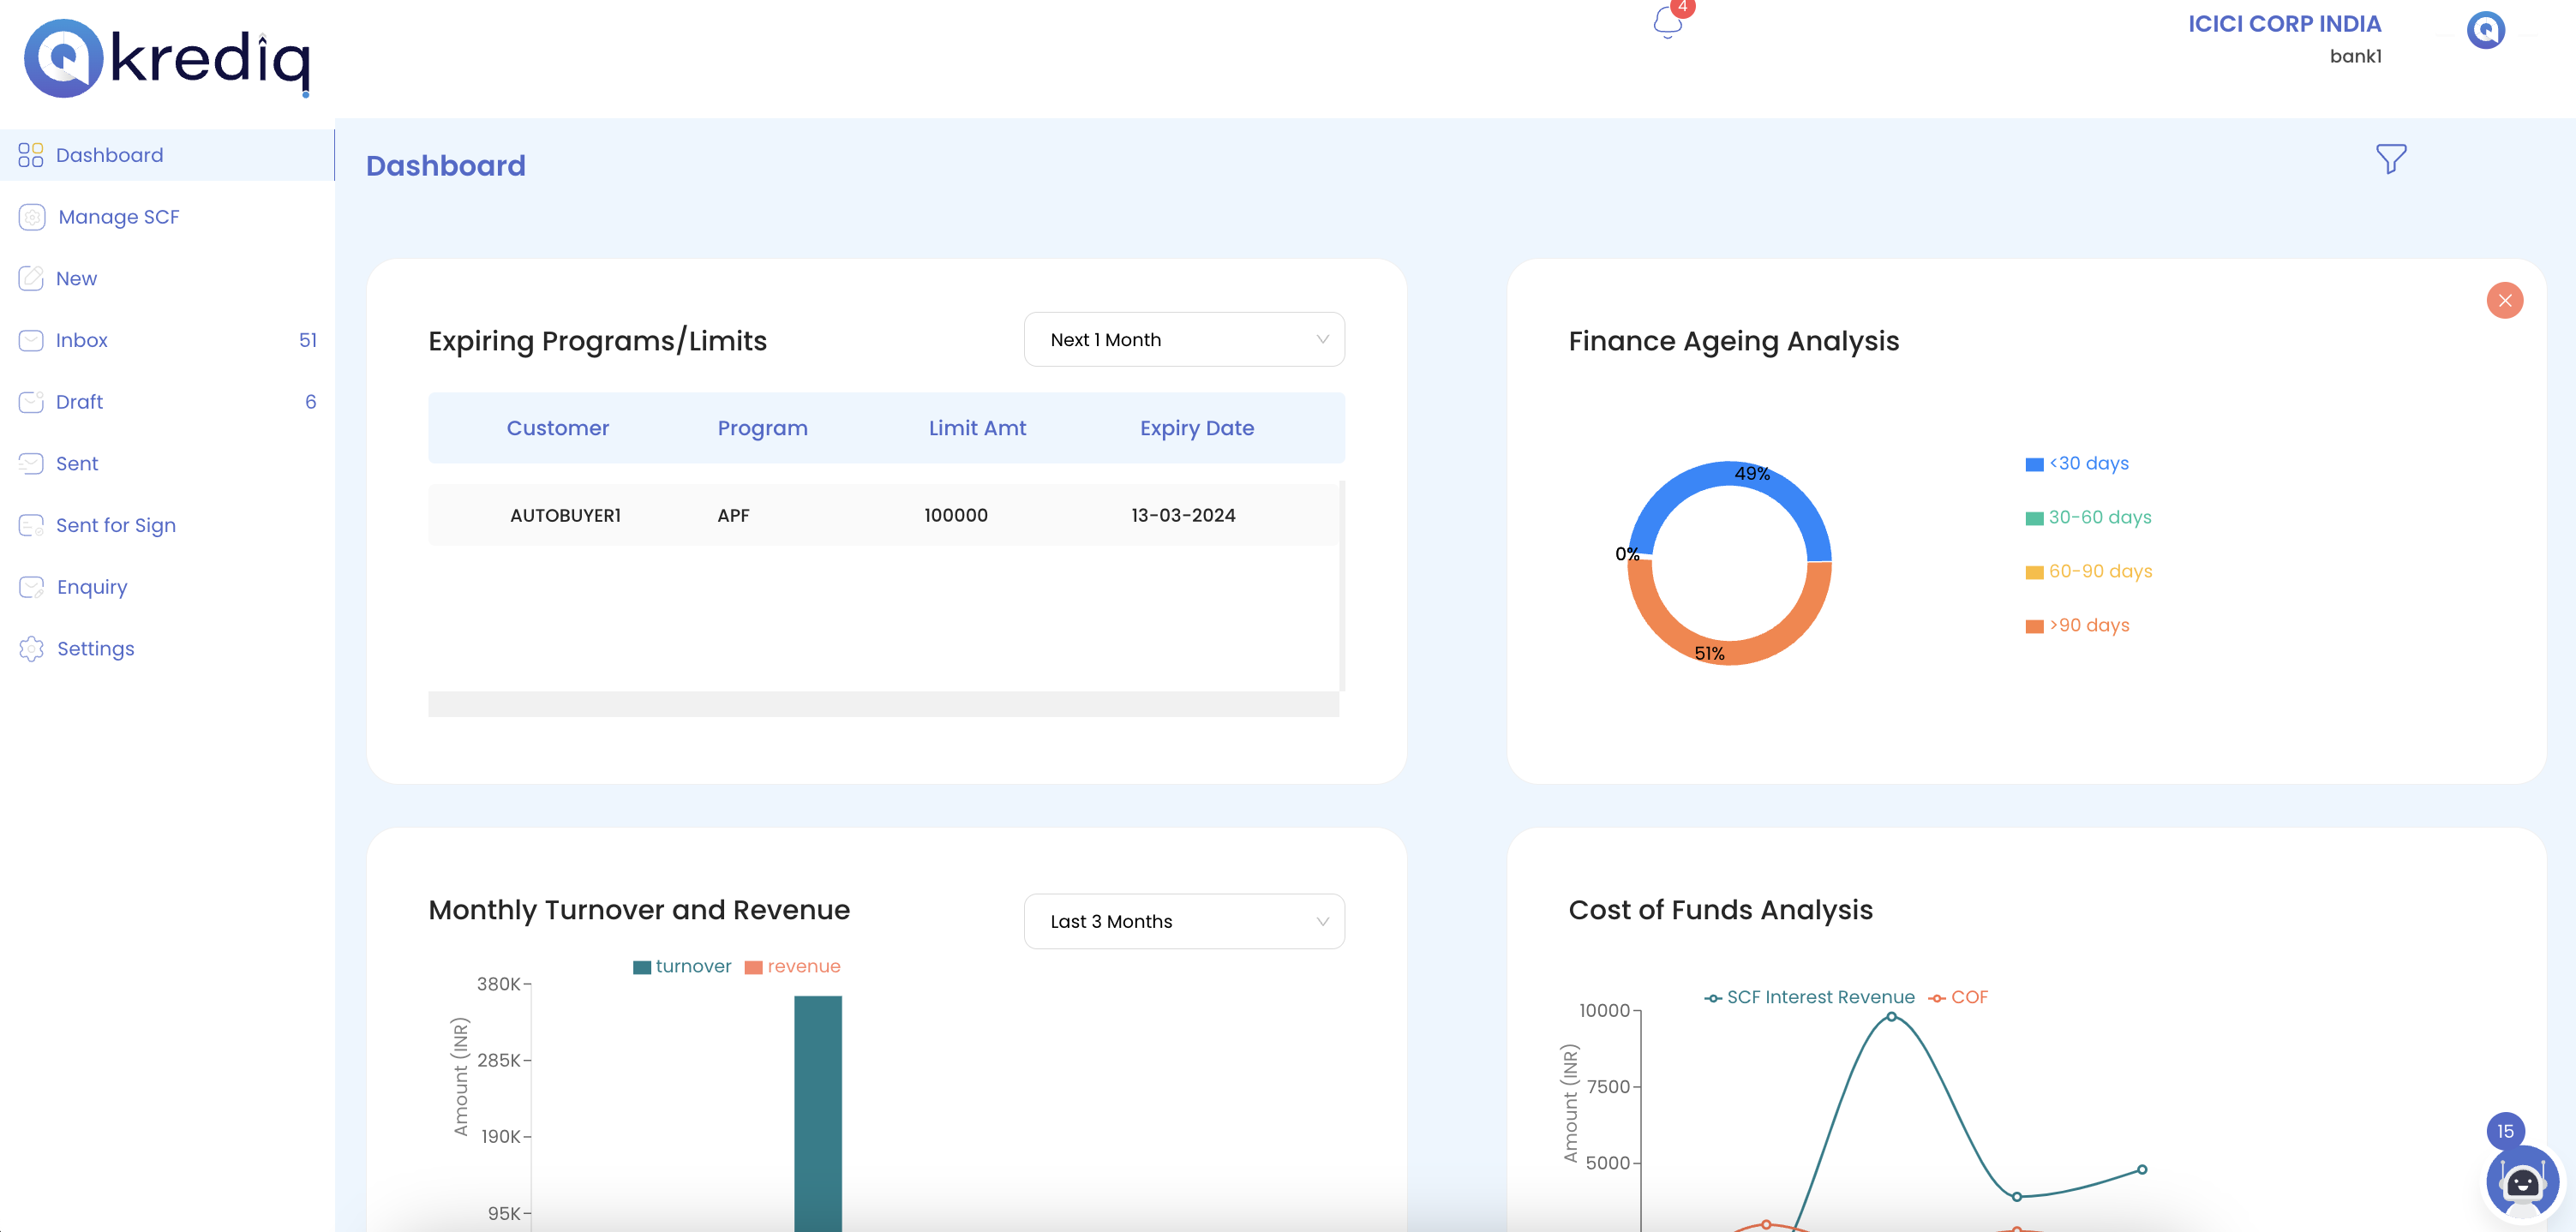 krediq
4
ICICI CORP INDIA
bank1
Dashboard
Manage SCF
New
Inbox 51
Draft 6
Sent
Sent for Sign
Enquiry
Settings
Dashboard
Expiring Programs/Limits
Next 1 Month
Customer Program Limit Amt Expiry Date
AUTOBUYER1 APF 100000 13-03-2024
Finance Ageing Analysis
49%
0%
51%
<30 days
30-60 days
60-90 days
>90 days
Monthly Turnover and Revenue
Last 3 Months
turnover revenue
380K
285K
190K
95K
Amount (INR)
Cost of Funds Analysis
SCF Interest Revenue COF
10000
7500
5000
Amount (INR)
15